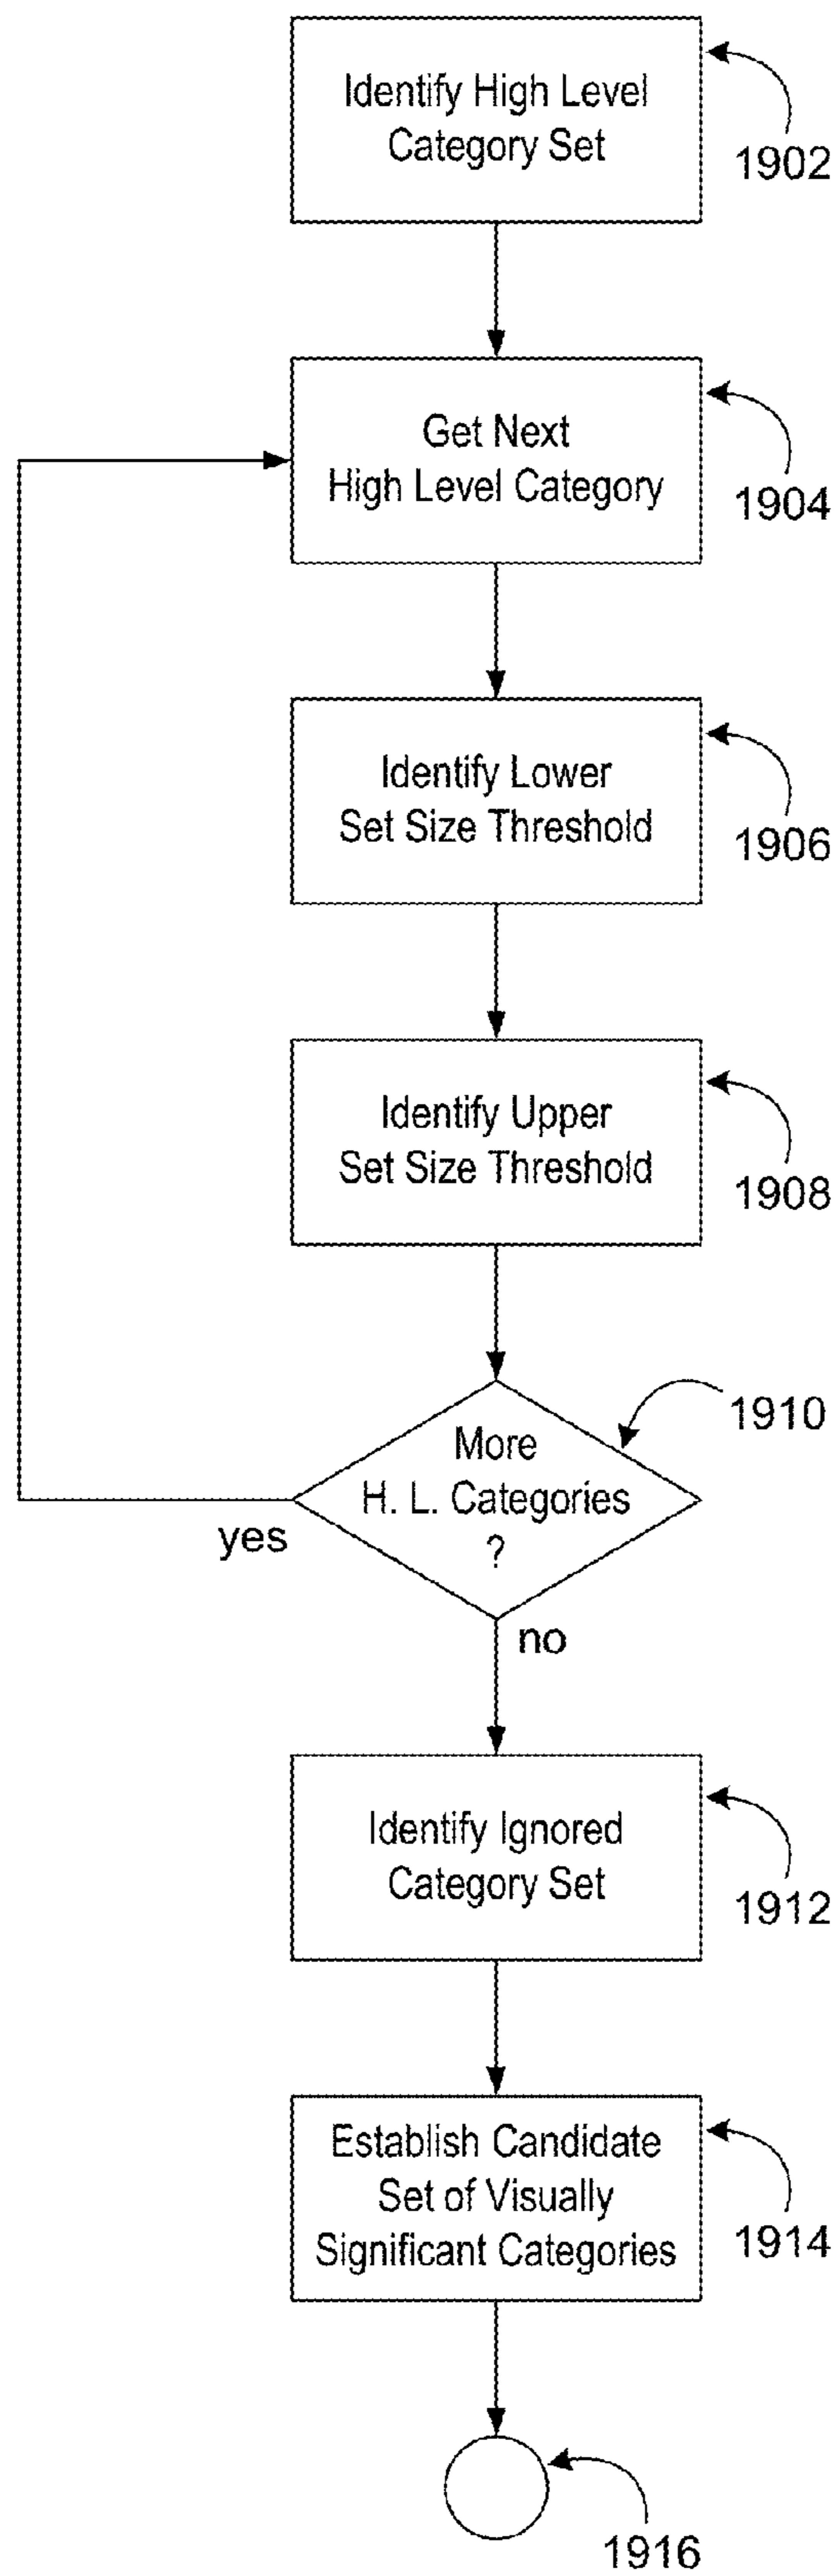 Identify High Level
Category Set
1902
Get Next
High Level Category
1904
Identify Lower
Set Size Threshold
1906
Identify Upper
Set Size Threshold
1908
More
H. L. Categories
?
1910
yes
no
Identify Ignored
Category Set
1912
Establish Candidate
Set of Visually
Significant Categories
1914
1916